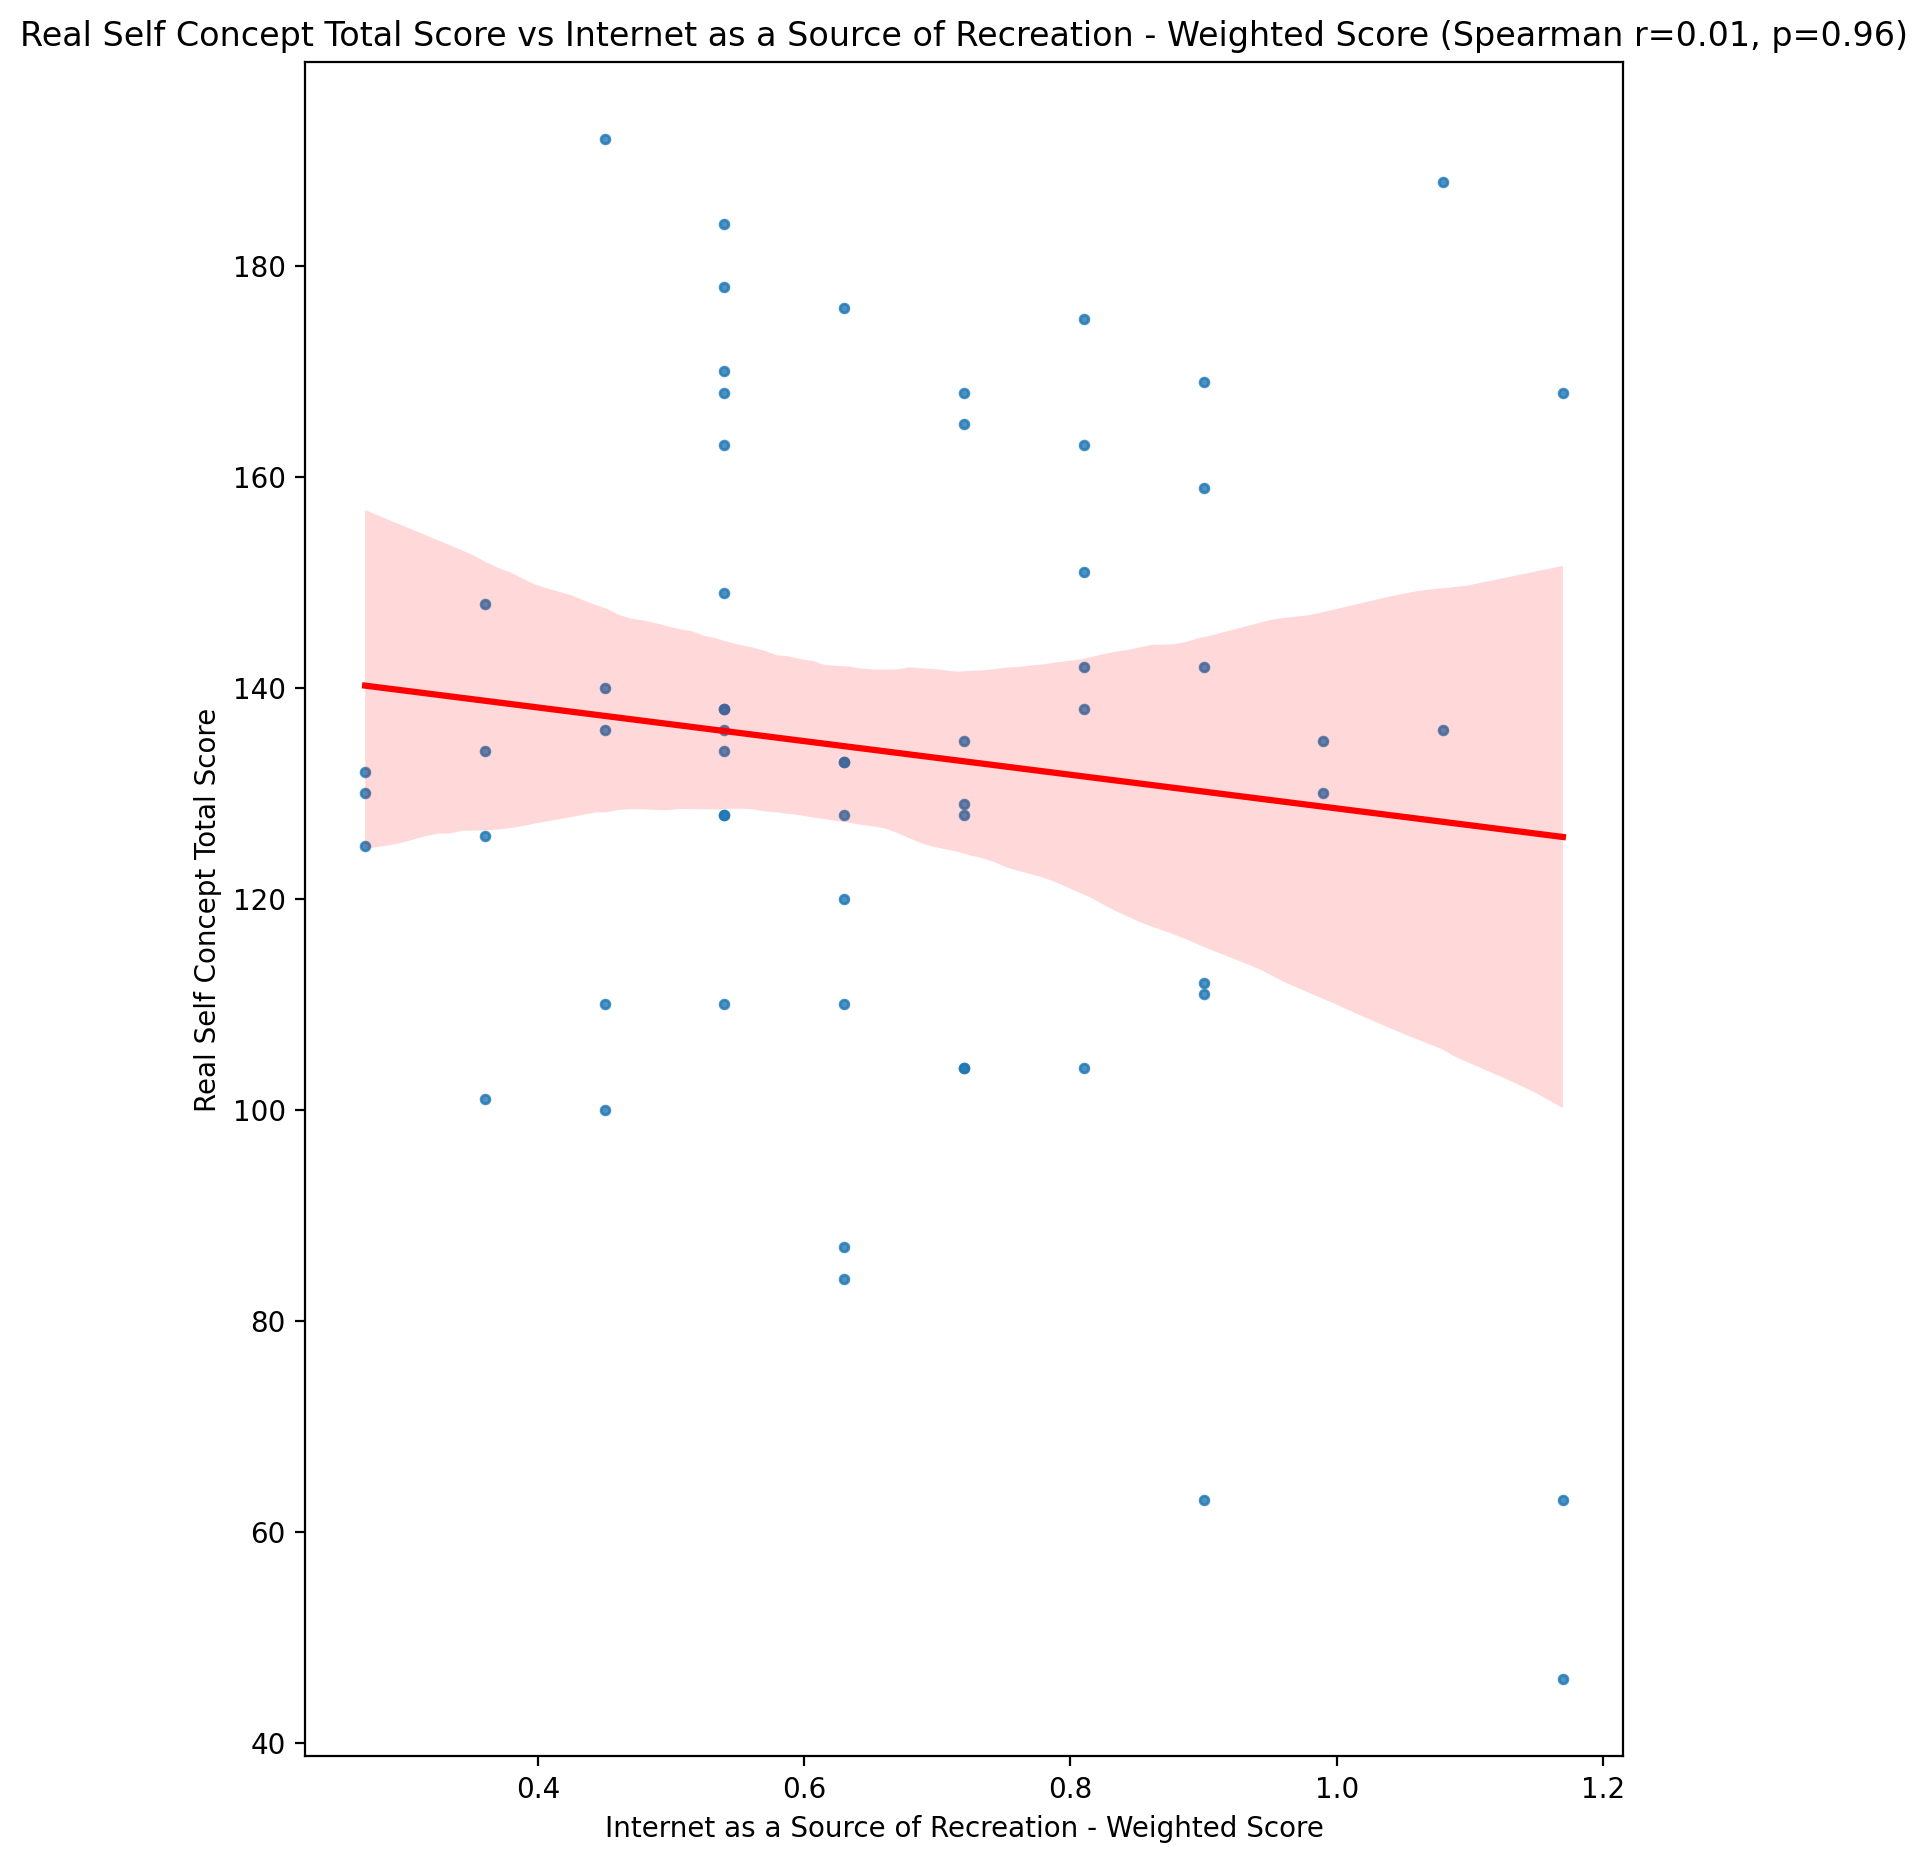 Real Self Concept Total Score vs Internet as a Source of Recreation - Weighted Score (Spearman r=0.01, p=0.96)
180
160
140
120
100
80
60
40
Real Self Concept Total Score
0.4 0.6 0.8 1.0 1.2
Internet as a Source of Recreation - Weighted Score